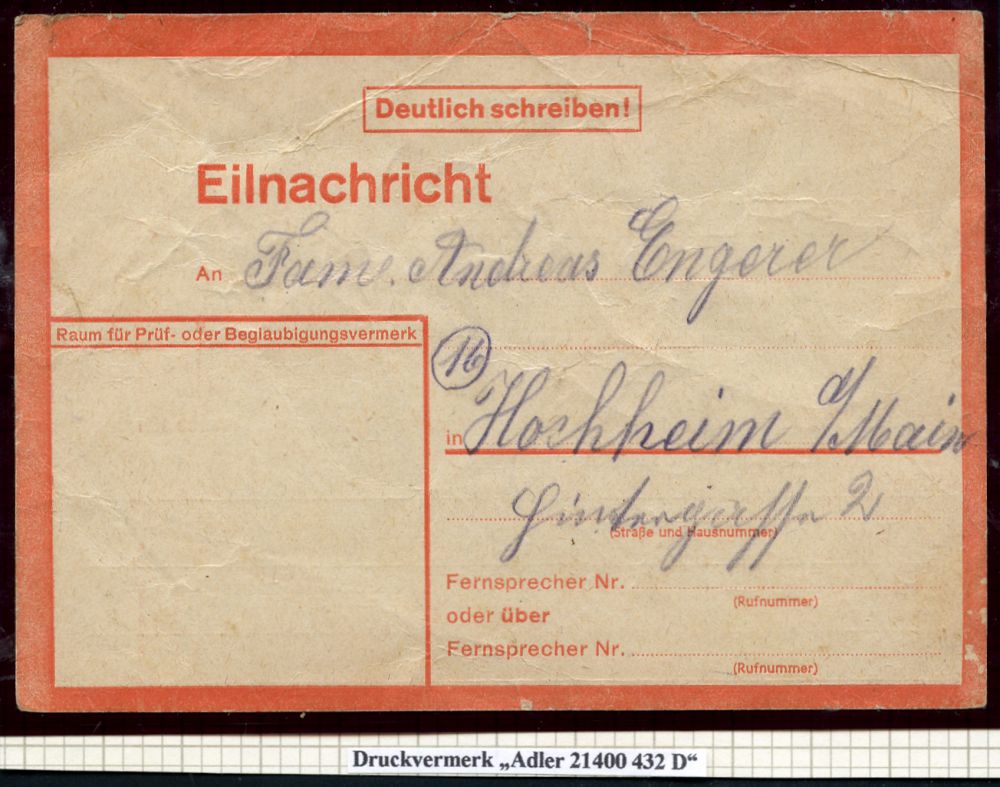 Deutlich schreiben!
Eilnachricht
An Fam. Andreas Engerer
Raum für Prüf- oder Beglaubigungsvermerk
16
in Hochheim a/Main
Hintergasse 2
(Straße und Hausnummer)
Fernsprecher Nr.
(Rufnummer)
oder über
Fernsprecher Nr.
(Rufnummer)
Druckvermerk „Adler 21400 432 D“